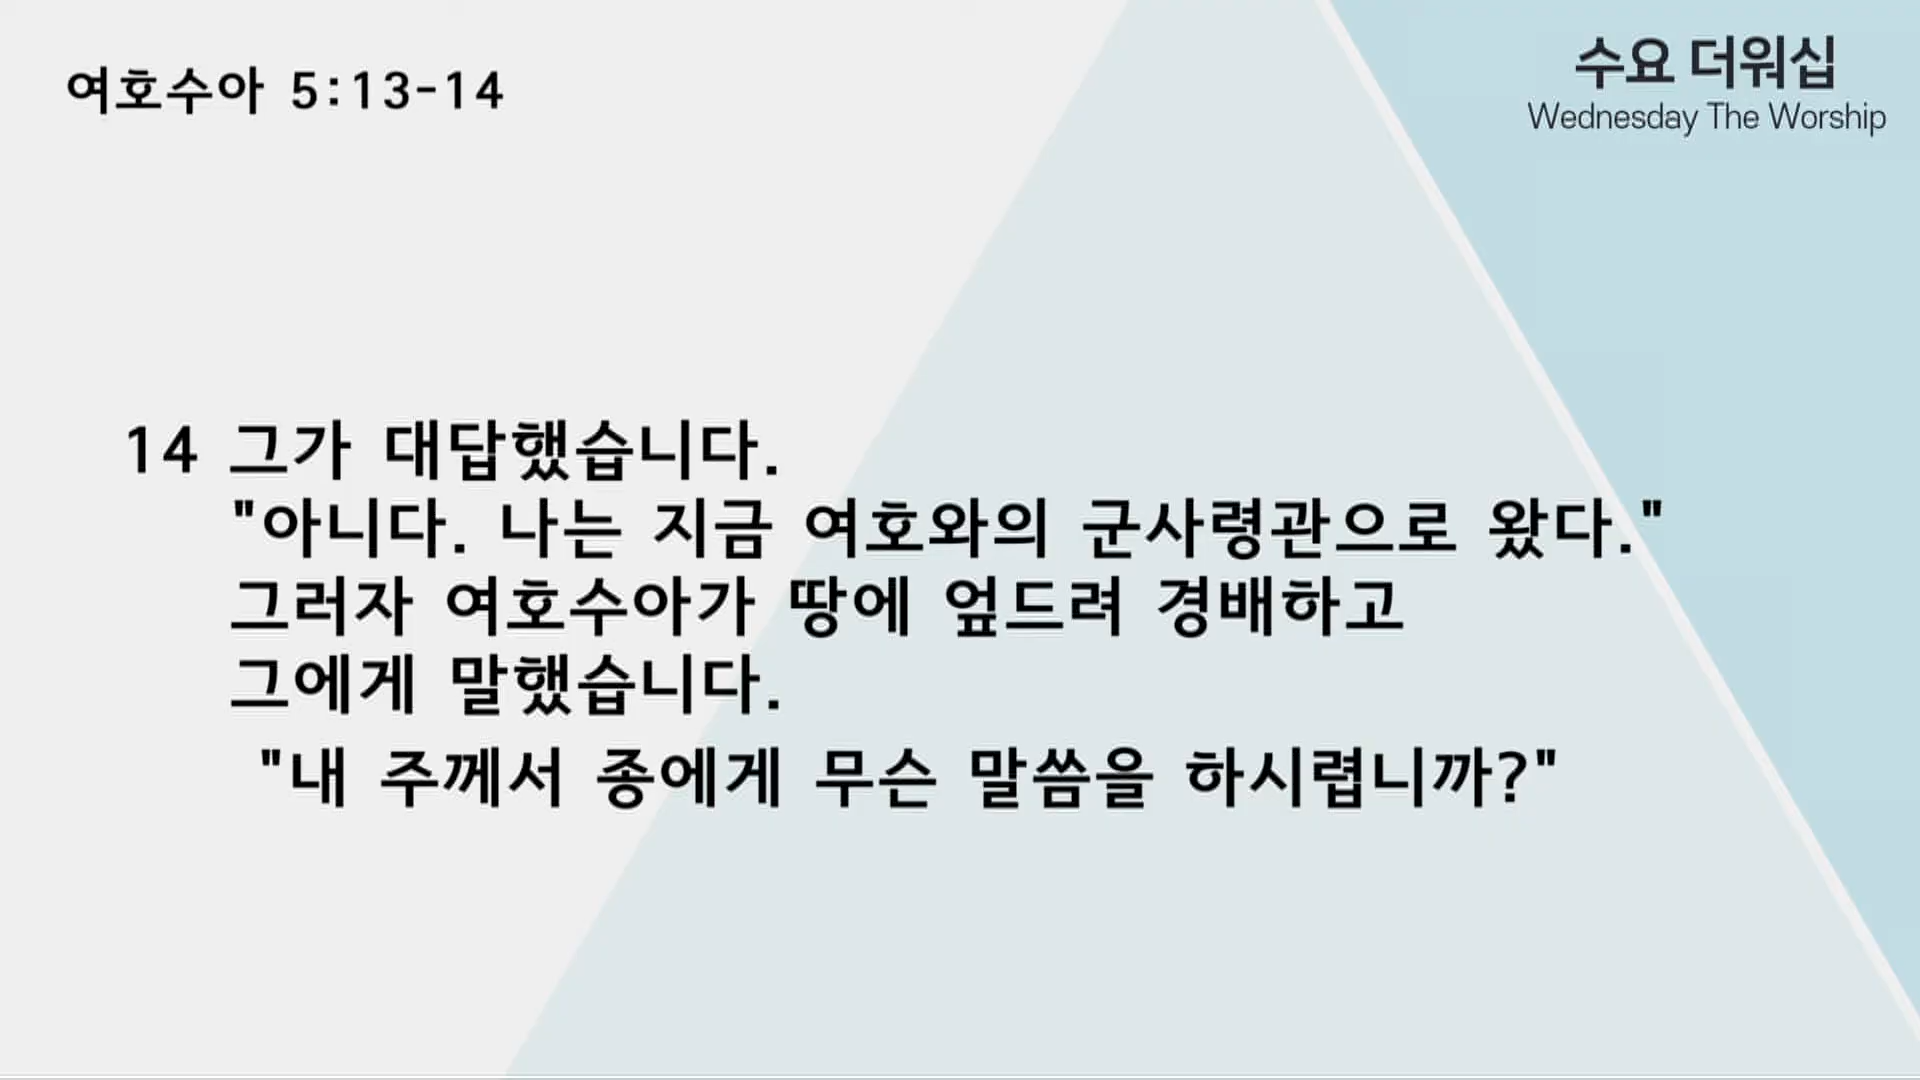 여호수아 5:13-14
수요 더워십
Wednesday The Worship
14 그가 대답했습니다.
"아니다. 나는 지금 여호와의 군사령관으로 왔다."
그러자 여호수아가 땅에 엎드려 경배하고
그에게 말했습니다.
"내 주께서 종에게 무슨 말씀을 하시렵니까?"